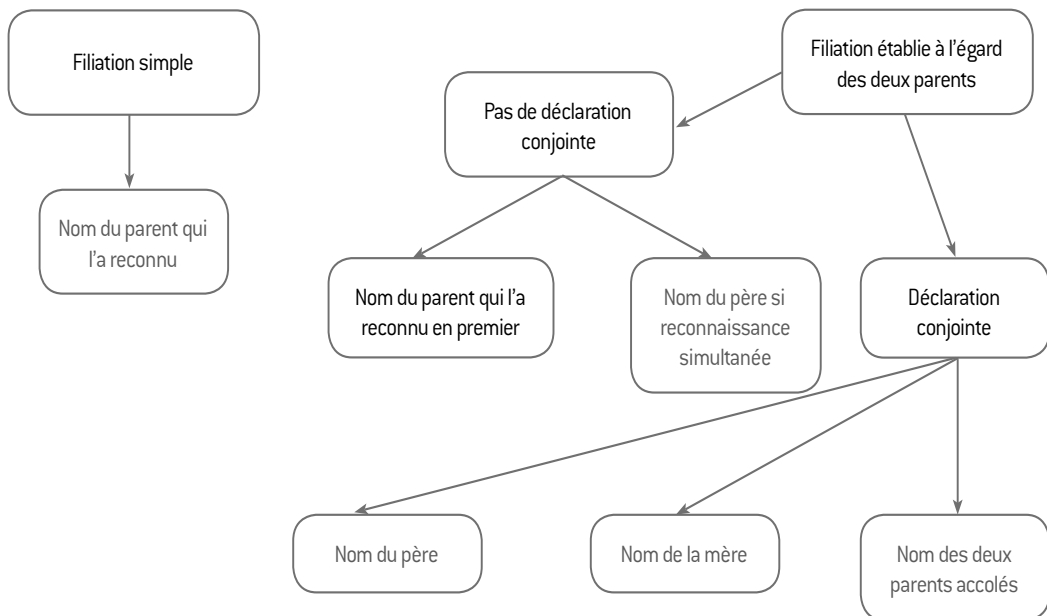 Filiation simple
Filiation établie à l’égard
des deux parents
Pas de déclaration
conjointe
Nom du parent qui
l’a reconnu
Nom du parent qui l’a
reconnu en premier
Nom du père si
reconnaissance
simultanée
Déclaration
conjointe
Nom du père
Nom de la mère
Nom des deux
parents accolés